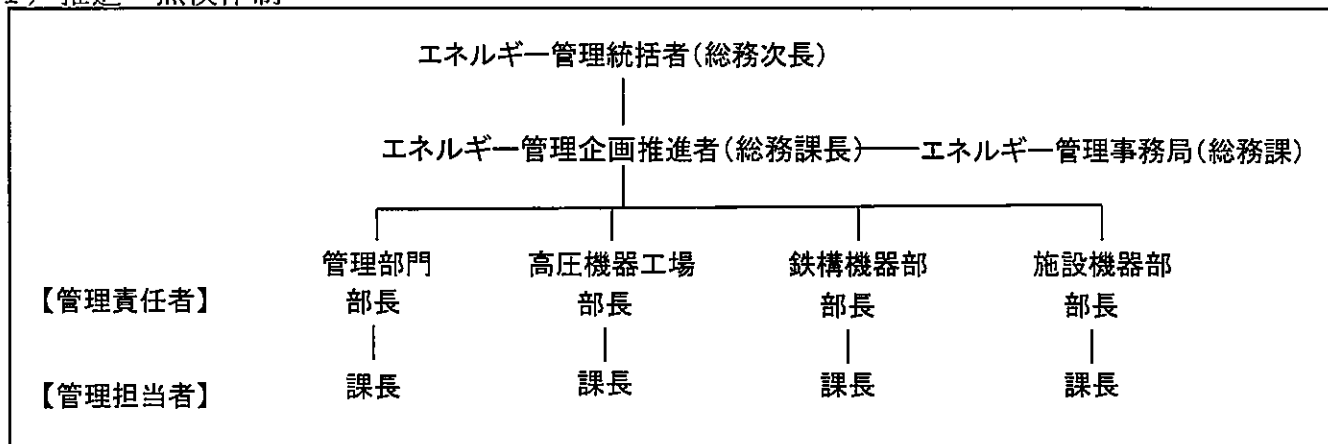 エネルギー管理統括者(総務次長)
エネルギー管理企画推進者(総務課長) エネルギー管理事務局(総務課)
管理部門 高圧機器工場 鉄構機器部 施設機器部
【管理責任者】 部長 部長 部長 部長
【管理担当者】 課長 課長 課長 課長